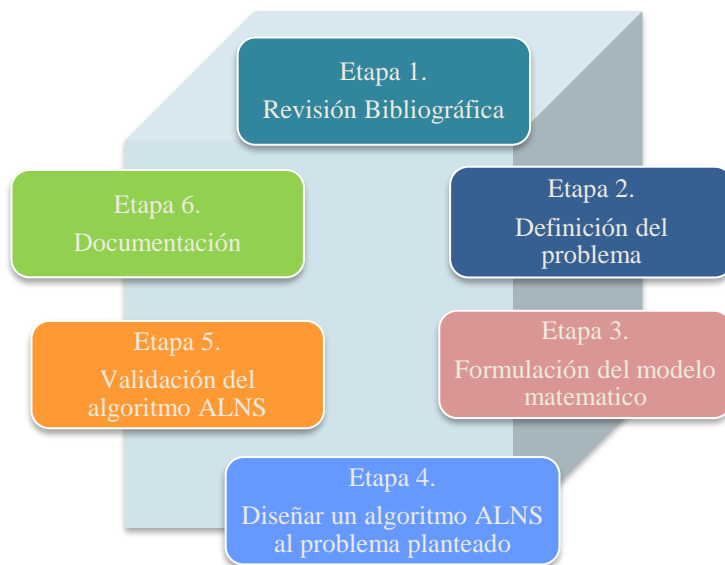 Etapa 1.
Revisión Bibliográfica
Etapa 2.
Definición del
problema
Etapa 3.
Formulación del modelo
matematico
Etapa 4.
Diseñar un algoritmo ALNS
al problema planteado
Etapa 5.
Validación del
algoritmo ALNS
Etapa 6.
Documentación